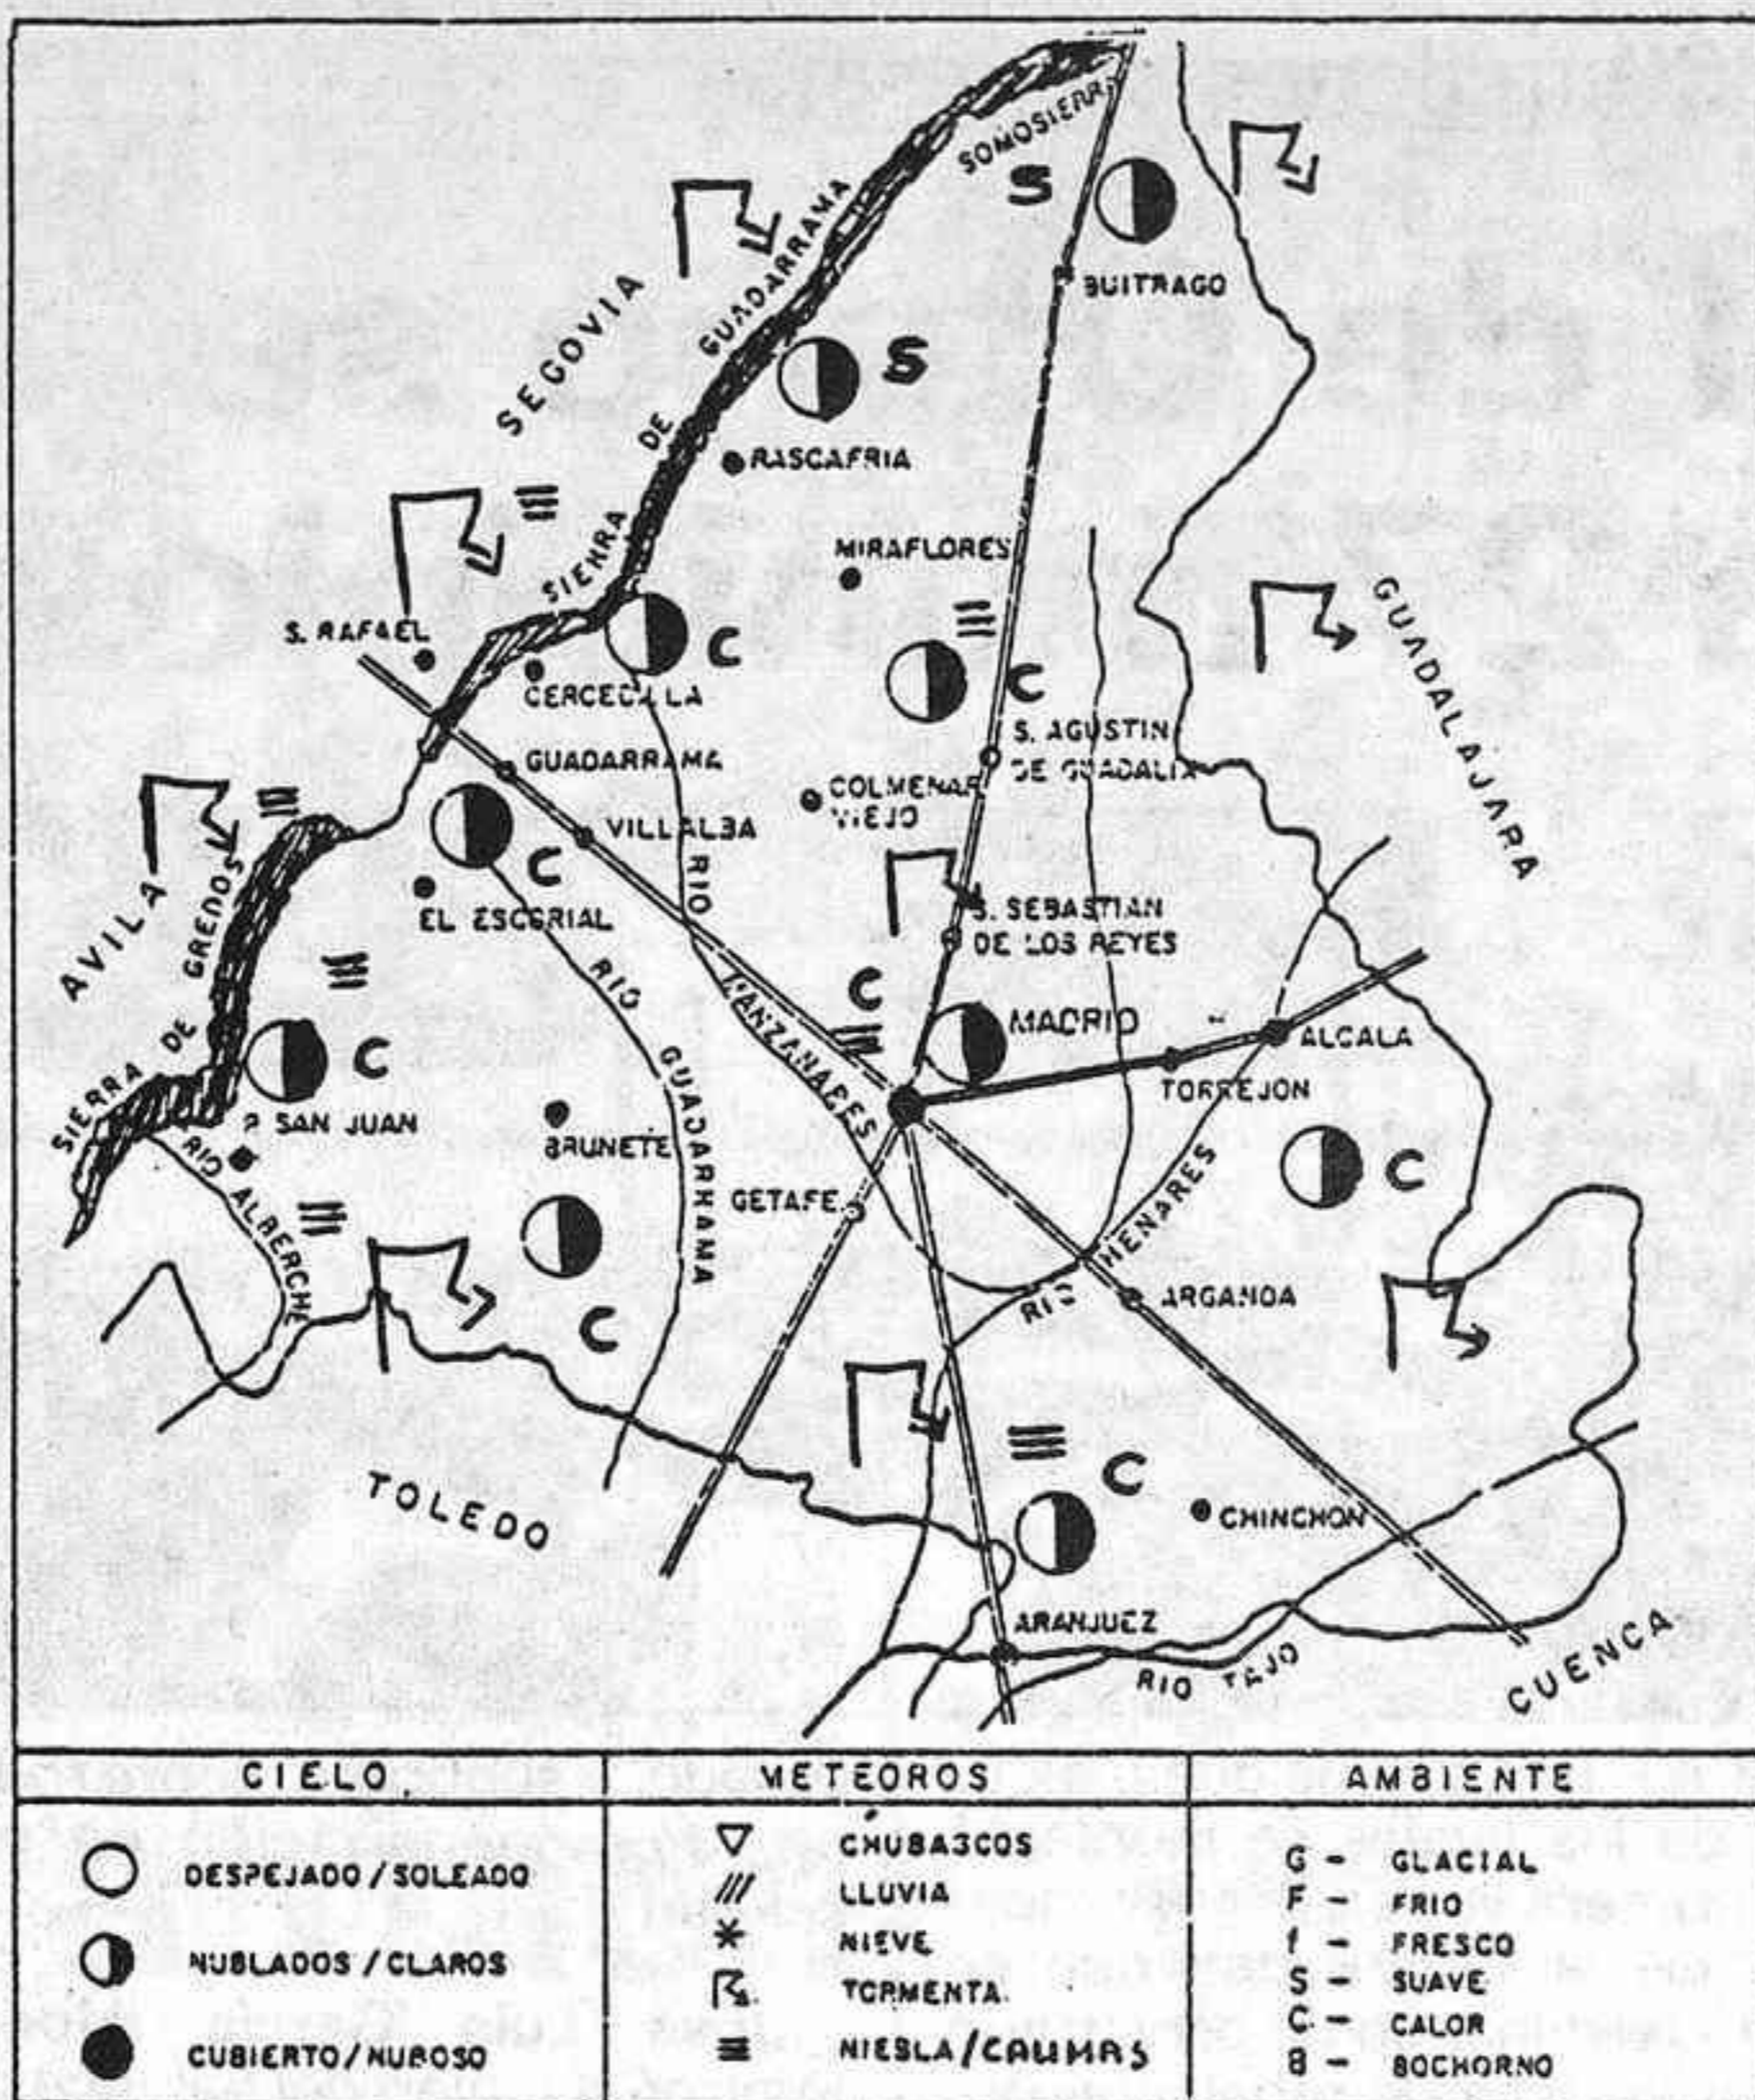 SOMOSIERRA
S
BUITRAGO
SEGOVIA
SIERRA DE GUADARRAMA
S
RASCAFRIA
MIRAFLORES
S. RAFAEL
C
CERCEDILLA
C
S. AGUSTIN
DE GUADALIX
GUADALAJARA
GUADARRAMA
COLMENAR
VIEJO
VILLALBA
C
EL ESCORIAL
AVILA
SIERRA DE GREDOS
S. SEBASTIAN
DE LOS REYES
RIO MANZANARES
C
MADRID
ALCALA
TORREJON
RIO GUADARRAMA
C
P SAN JUAN
BRUNETE
RIO ALBERCHE
GETAFE
C
RIO HENARES
ARGANDA
C
TOLEDO
C
CHINCHON
ARANJUEZ
RIO TAJO
CUENCA
CIELO
DESPEJADO / SOLEADO
NUBLADOS / CLAROS
CUBIERTO / NUBOSO
METEOROS
CHUBASCOS
LLUVIA
NIEVE
TORMENTA.
NIEBLA/CALIMAS
AMBIENTE
G - GLACIAL
F - FRIO
f - FRESCO
S - SUAVE
C - CALOR
B - BOCHORNO